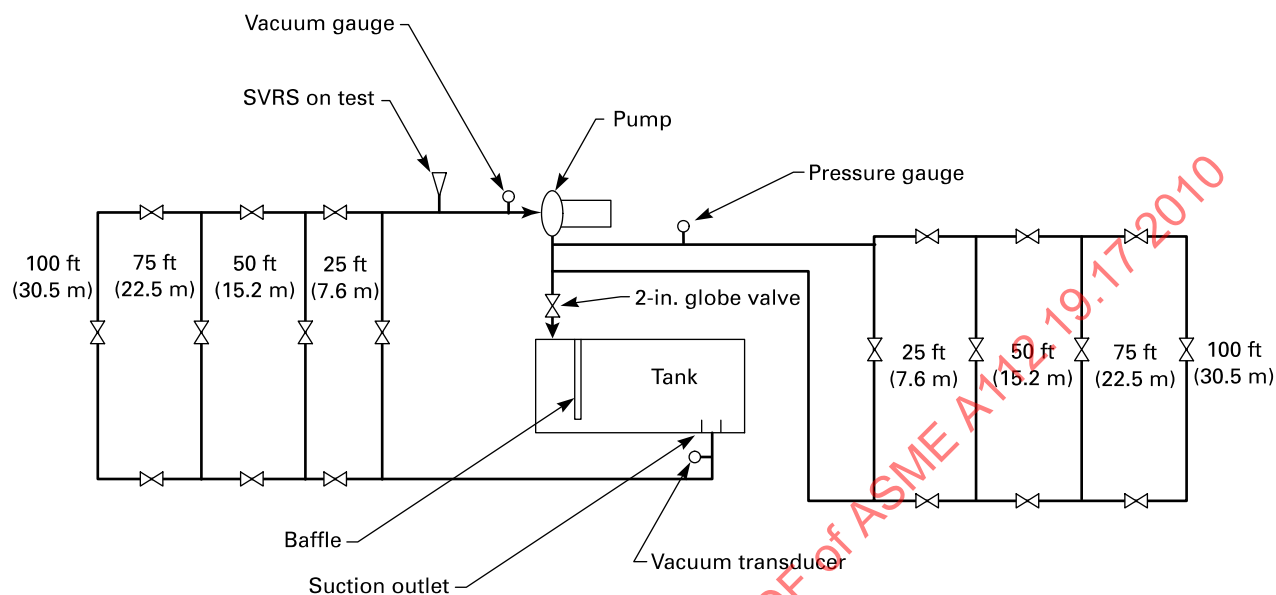 Vacuum gauge
SVRS on test
Pump
Pressure gauge
100 ft
(30.5 m)
75 ft
(22.5 m)
50 ft
(15.2 m)
25 ft
(7.6 m)
2-in. globe valve
Tank
25 ft
(7.6 m)
50 ft
(15.2 m)
75 ft
(22.5 m)
100 ft
(30.5 m)
Baffle
Suction outlet
Vacuum transducer
of ASME A112.19.17 2010